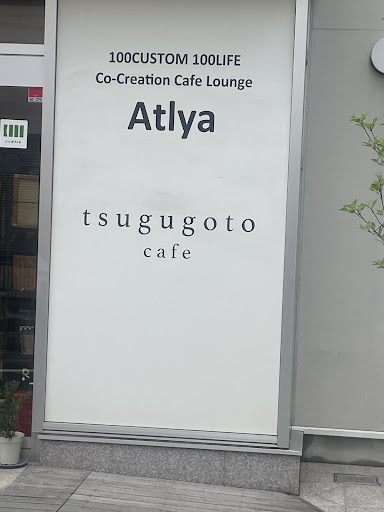 100CUSTOM 100LIFE
Co-Creation Cafe Lounge
Atlya
tsugugoto
cafe